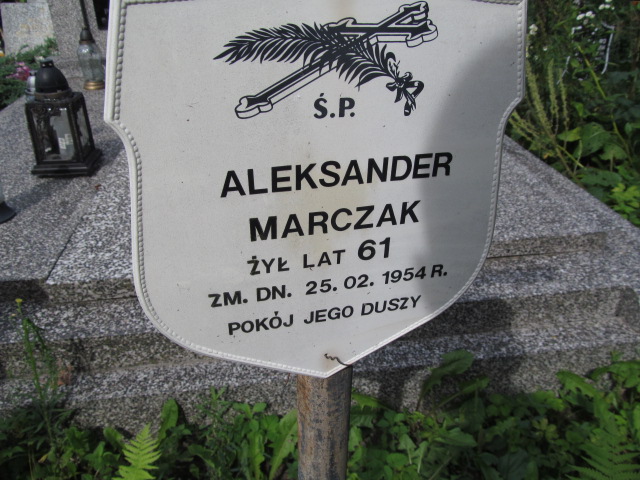 Ś.P.
ALEKSANDER
MARCZAK
ŻYŁ LAT 61
ZM. DN. 25. 02. 1954 R.
POKÓJ JEGO DUSZY